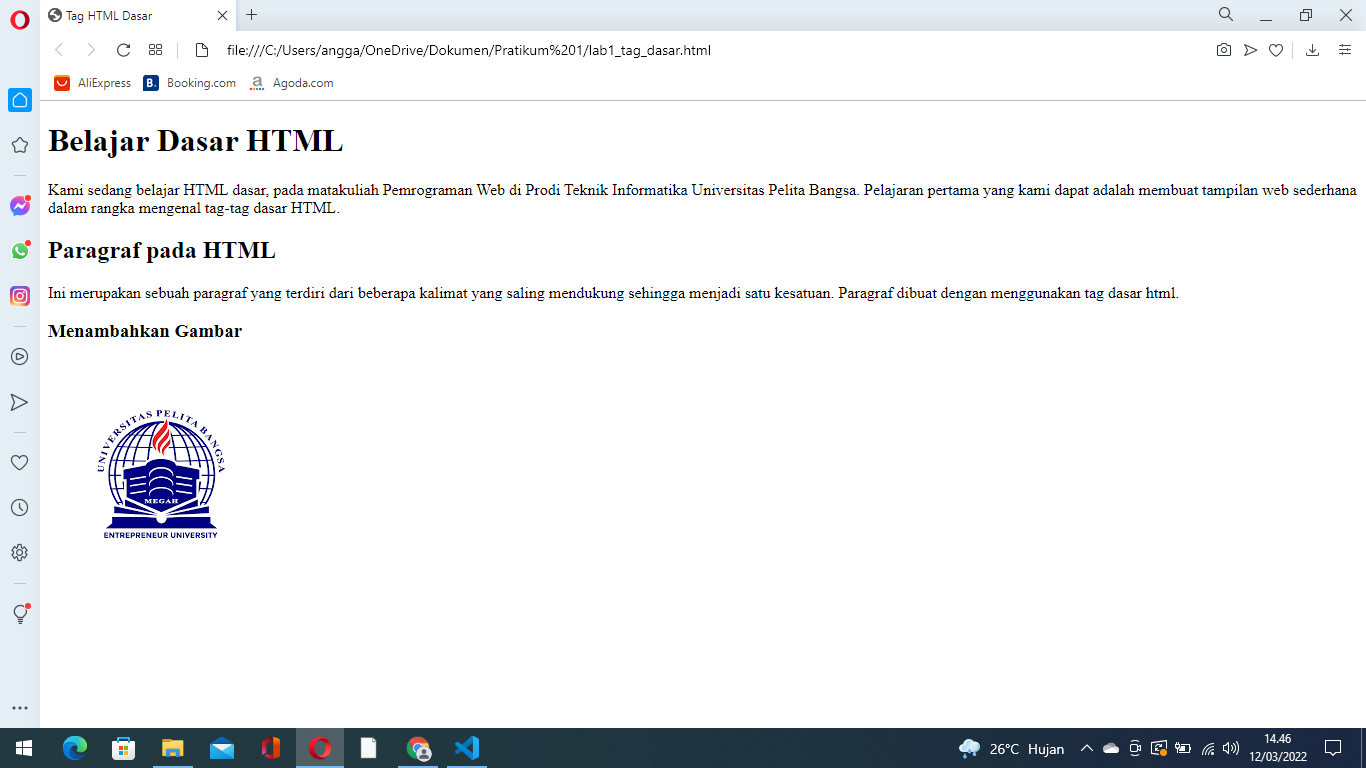 Tag HTML Dasar
file:///C:/Users/angga/OneDrive/Dokumen/Pratikum%201/lab1_tag_dasar.html
AliExpress B. Booking.com a Agoda.com
Belajar Dasar HTML
Kami sedang belajar HTML dasar, pada matakuliah Pemrograman Web di Prodi Teknik Informatika Universitas Pelita Bangsa. Pelajaran pertama yang kami dapat adalah membuat tampilan web sederhana
dalam rangka mengenal tag-tag dasar HTML.
Paragraf pada HTML
Ini merupakan sebuah paragraf yang terdiri dari beberapa kalimat yang saling mendukung sehingga menjadi satu kesatuan. Paragraf dibuat dengan menggunakan tag dasar html.
Menambahkan Gambar
UNIVERSITAS PELITA BANGSA
MEGAH
ENTREPRENEUR UNIVERSITY
26°C Hujan
14.46
12/03/2022